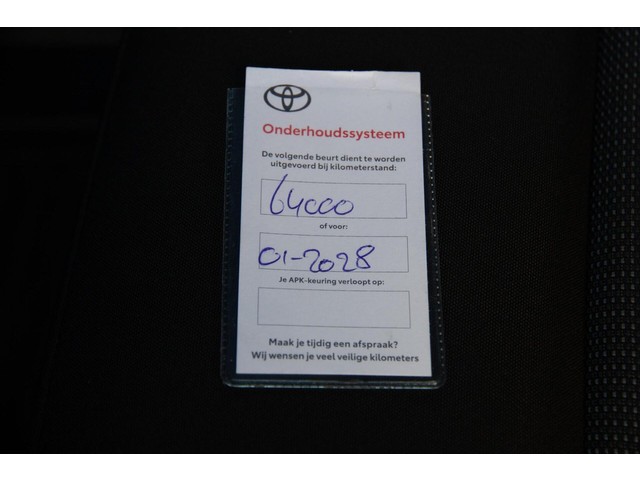 Onderhoudssysteem
De volgende beurt dient te worden
uitgevoerd bij kilometerstand:
64000
of voor:
01-2028
Je APK-keuring verloopt op:
Maak je tijdig een afspraak?
Wij wensen je veel veilige kilometers